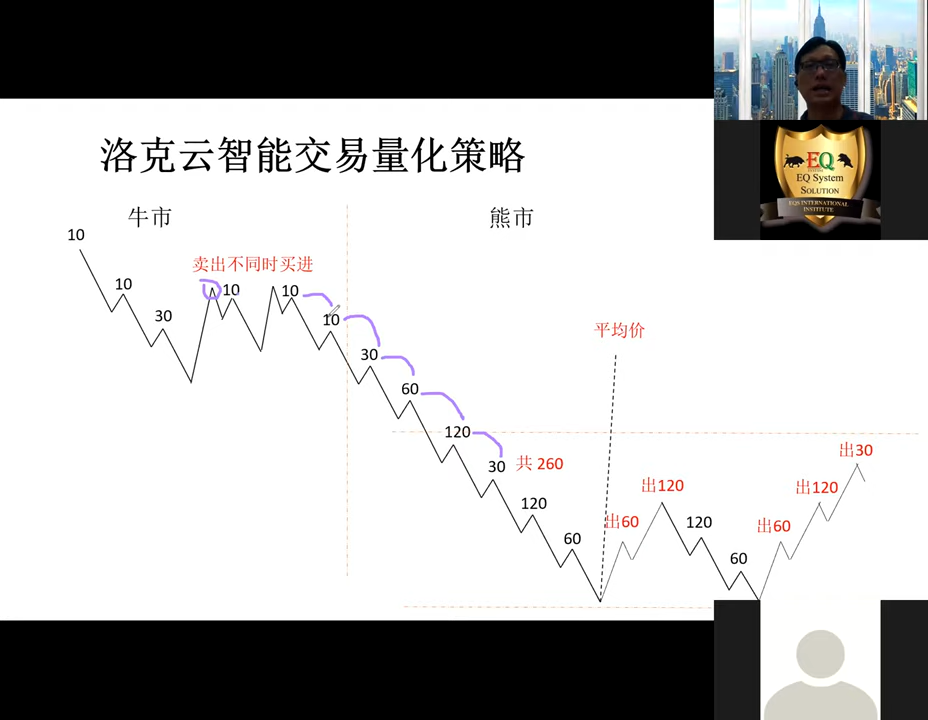 洛克云智能交易量化策略
牛市
熊市
10
10
30
卖出不同时买进
10
10
10
30
60
120
30
共 260
120
60
平均价
出60
出120
120
60
出60
出120
出30
EQ
EQ System
SOLUTION
EQS INTERNATIONAL
INSTITUTE